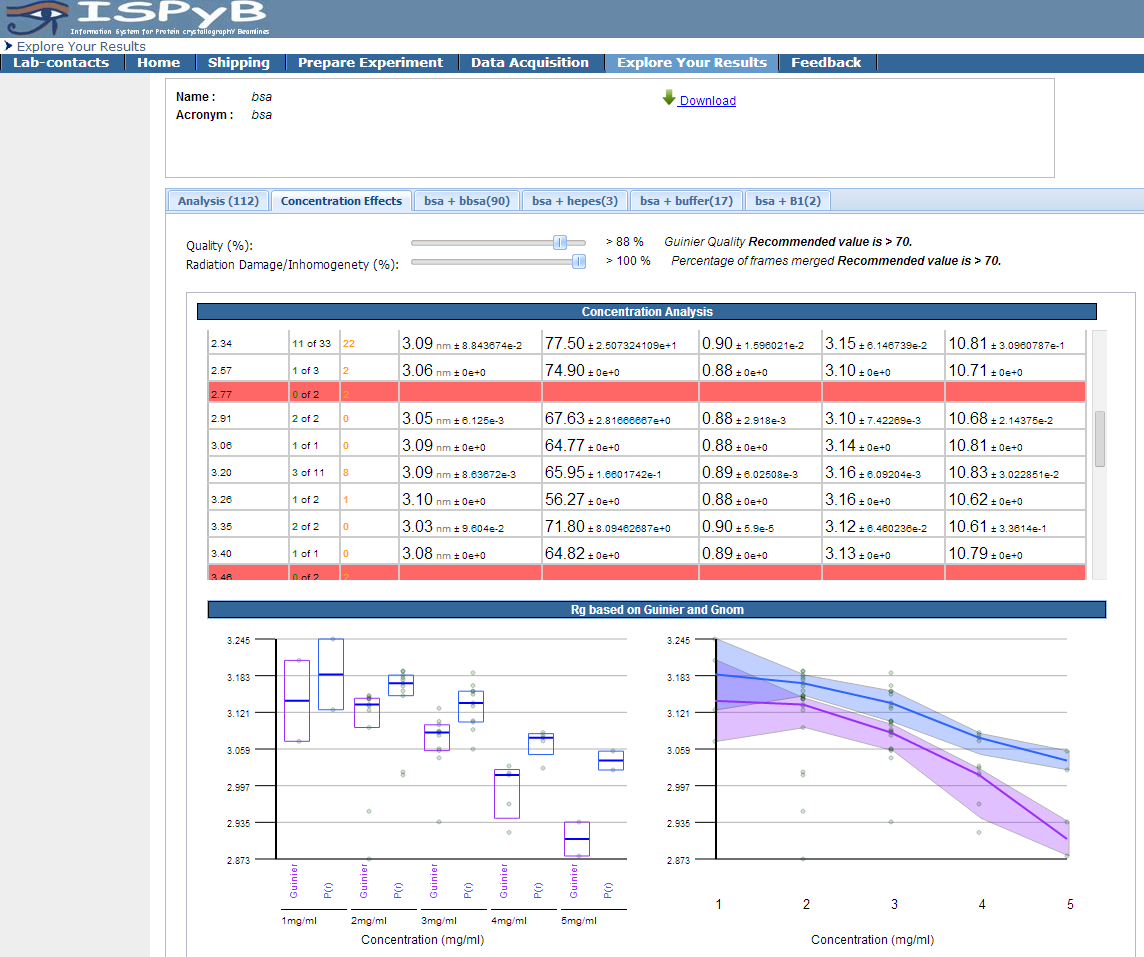 ISPyB
Information System for Protein crystallography Beamlines
Explore Your Results
Lab-contacts Home Shipping Prepare Experiment Data Acquisition Explore Your Results Feedback
Name : bsa
Download
Acronym : bsa
Analysis (112) Concentration Effects bsa + bbsa(90) bsa + hepes(3) bsa + buffer(17) bsa + B1(2)
Quality (%): > 88 % Guinier Quality Recommended value is > 70.
Radiation Damage/Inhomogenety (%): > 100 % Percentage of frames merged Recommended value is > 70.
Concentration Analysis
2.34 11 of 33 22 3.09 nm ± 8.843674e-2 77.50 ± 2.507324109e+1 0.90 ± 1.596021e-2 3.15 ± 6.146739e-2 10.81 ± 3.0960787e-1
2.57 1 of 3 2 3.06 nm ± 0e+0 74.90 ± 0e+0 0.88 ± 0e+0 3.10 ± 0e+0 10.71 ± 0e+0
2.77 0 of 2 2
2.91 2 of 2 0 3.05 nm ± 6.125e-3 67.63 ± 2.81666667e+0 0.88 ± 2.918e-3 3.10 ± 7.42269e-3 10.68 ± 2.14375e-2
3.06 1 of 1 0 3.09 nm ± 0e+0 64.77 ± 0e+0 0.88 ± 0e+0 3.14 ± 0e+0 10.81 ± 0e+0
3.20 3 of 11 8 3.09 nm ± 8.63672e-3 65.95 ± 1.6601742e-1 0.89 ± 6.02508e-3 3.16 ± 6.09204e-3 10.83 ± 3.022851e-2
3.26 1 of 2 1 3.10 nm ± 0e+0 56.27 ± 0e+0 0.88 ± 0e+0 3.16 ± 0e+0 10.62 ± 0e+0
3.35 2 of 2 0 3.03 nm ± 9.604e-2 71.80 ± 8.09462687e+0 0.90 ± 5.9e-5 3.12 ± 6.460236e-2 10.61 ± 3.3614e-1
3.40 1 of 1 0 3.08 nm ± 0e+0 64.82 ± 0e+0 0.89 ± 0e+0 3.13 ± 0e+0 10.79 ± 0e+0
3.46 0 of 2 2
Rg based on Guinier and Gnom
3.245 3.245
3.183 3.183
3.121 3.121
3.059 3.059
2.997 2.997
2.935 2.935
2.873 2.873
Guinier P(r) Guinier P(r) Guinier P(r) Guinier P(r) Guinier P(r)
1 2 3 4 5
1mg/ml 2mg/ml 3mg/ml 4mg/ml 5mg/ml
Concentration (mg/ml) Concentration (mg/ml)